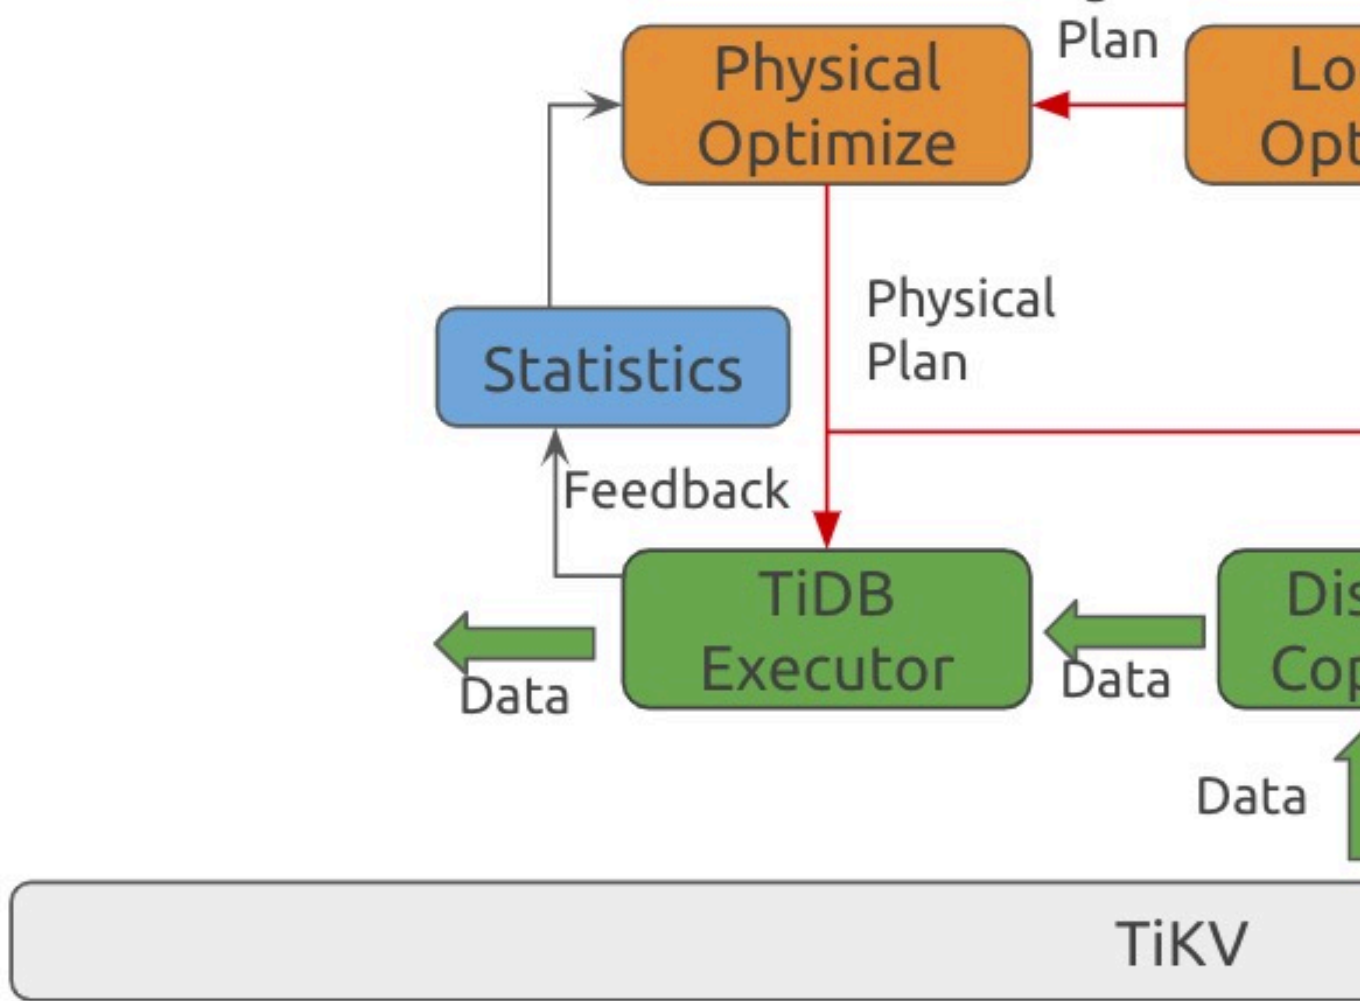 Plan
Physical
Optimize
Physical
Plan
Statistics
Feedback
TiDB
Executor
Data
Data
Data
TiKV